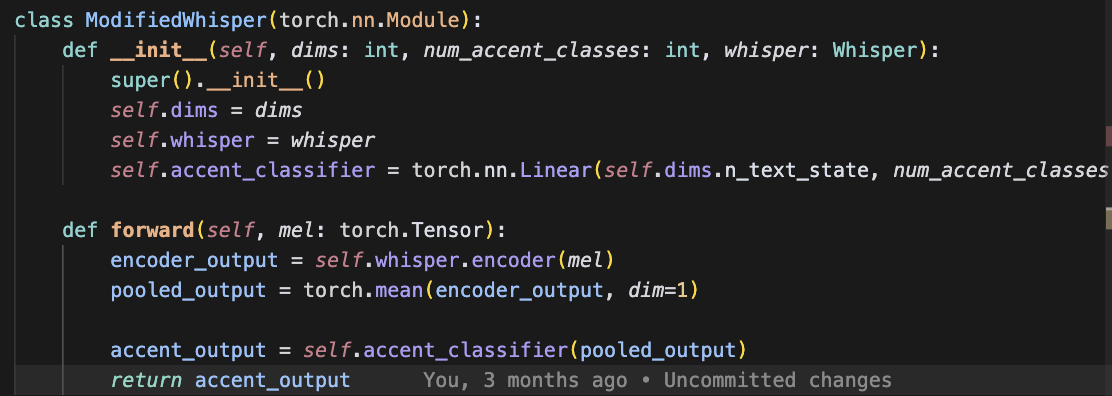 class ModifiedWhisper(torch.nn.Module):
    def __init__(self, dims: int, num_accent_classes: int, whisper: Whisper):
        super().__init__()
        self.dims = dims
        self.whisper = whisper
        self.accent_classifier = torch.nn.Linear(self.dims.n_text_state, num_accent_classes
    def forward(self, mel: torch.Tensor):
        encoder_output = self.whisper.encoder(mel)
        pooled_output = torch.mean(encoder_output, dim=1)
        accent_output = self.accent_classifier(pooled_output)
        return accent_output      You, 3 months ago • Uncommitted changes